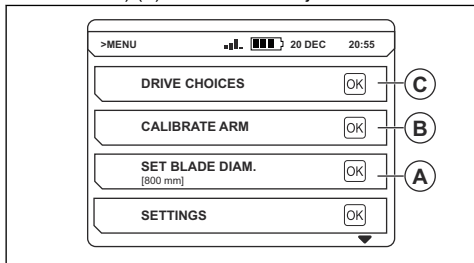 >MENU 20 DEC 20:55
DRIVE CHOICES OK C
CALIBRATE ARM OK B
SET BLADE DIAM. OK A
[800 mm]
SETTINGS OK